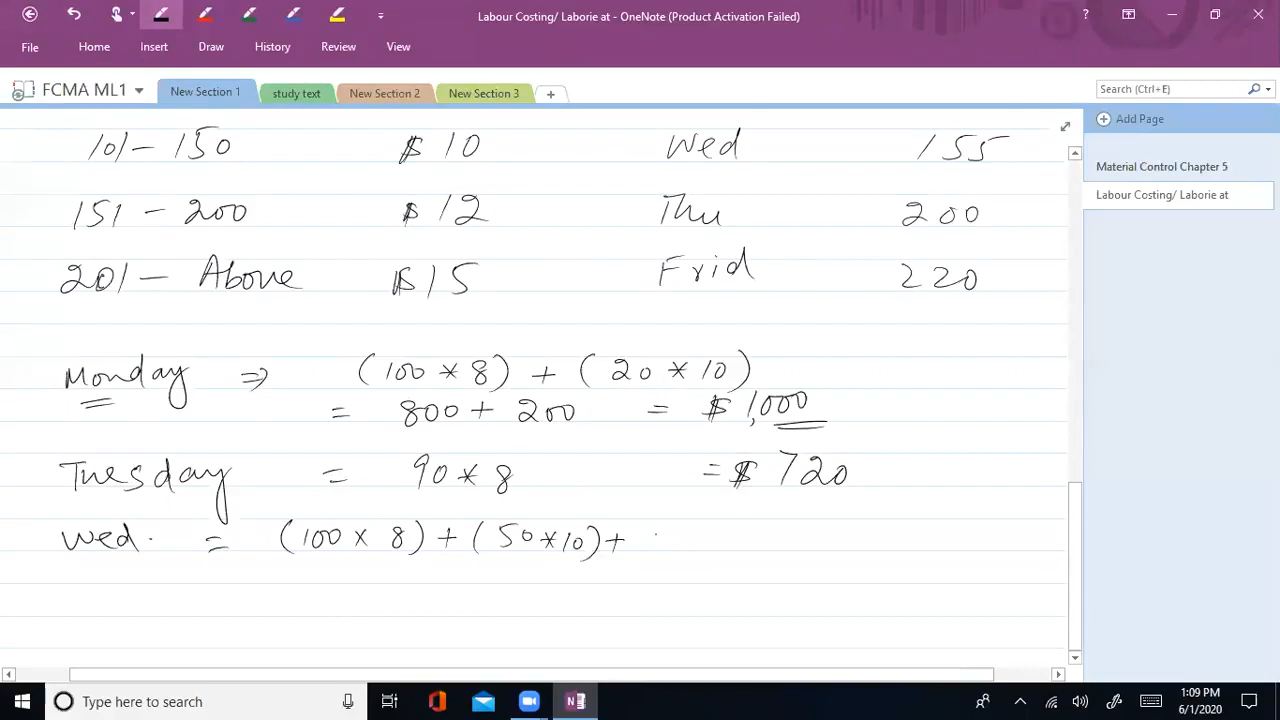 Labour Costing/ Laborie at - OneNote (Product Activation Failed)
File Home Insert Draw History Review View
FCMA ML1 New Section 1 study text New Section 2 New Section 3
Search (Ctrl+E)
Add Page
Material Control Chapter 5
Labour Costing/ Laborie at
101 - 150 $ 10 Wed 155
151 - 200 $ 12 Thu 200
201 - Above $ 15 Frid 220
Monday ⇒ (100 * 8) + (20 * 10)
= 800 + 200 = $ 1,000
Tuesday = 90 * 8 = $ 720
Wed. = (100 × 8) + (50 * 10) +
Type here to search
1:09 PM
6/1/2020